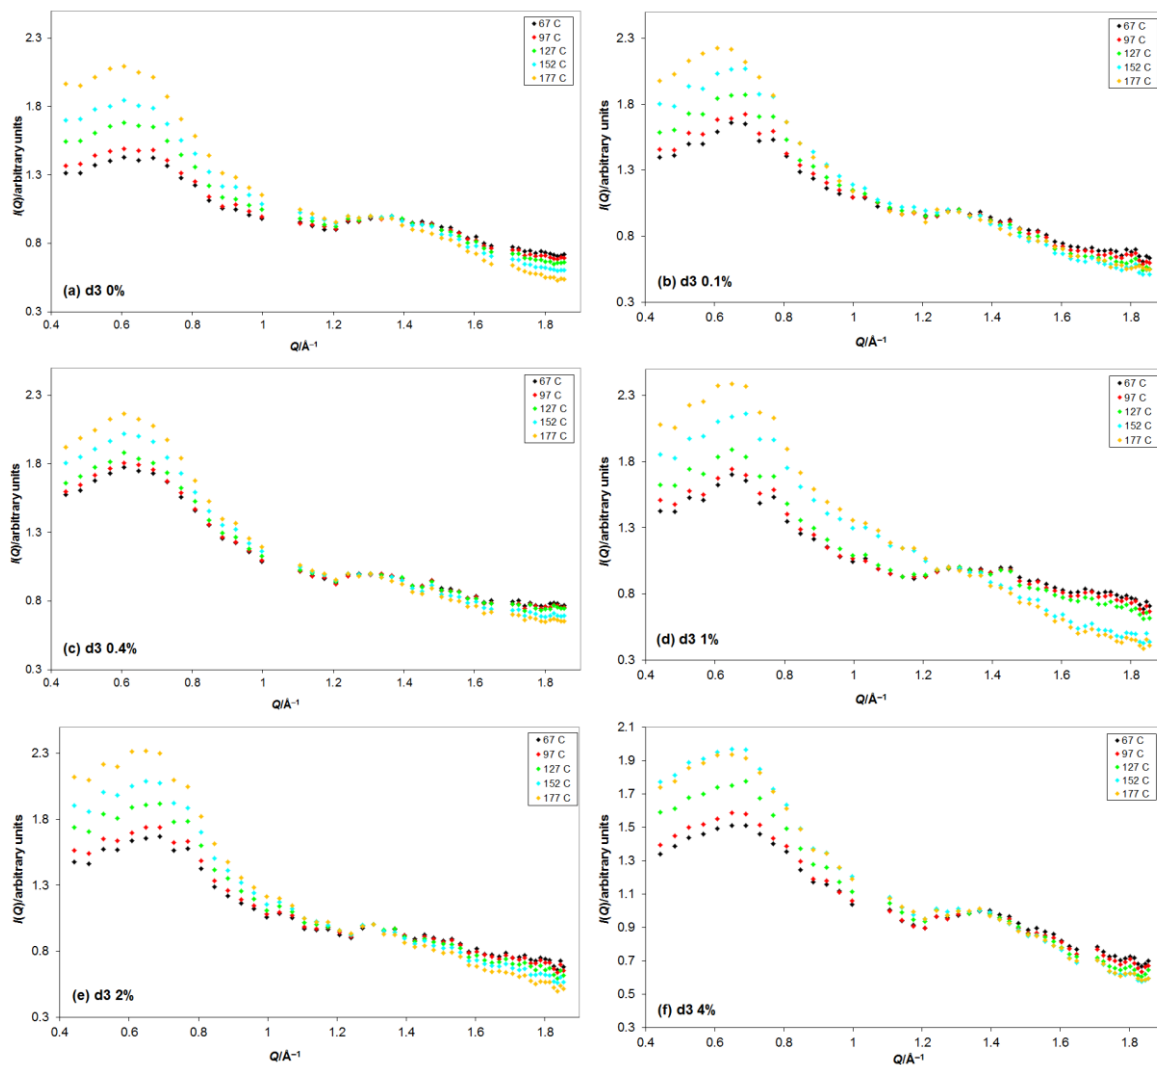 2.3
1.8
1.3
0.8
0.3
I(Q)/arbitrary units
67 C
97 C
127 C
152 C
177 C
(a) d3 0%
0.4 0.6 0.8 1 1.2 1.4 1.6 1.8
Q/Å⁻¹
2.3
1.8
1.3
0.8
0.3
I(Q)/arbitrary units
67 C
97 C
127 C
152 C
177 C
(b) d3 0.1%
0.4 0.6 0.8 1 1.2 1.4 1.6 1.8
Q/Å⁻¹
2.3
1.8
1.3
0.8
0.3
I(Q)/arbitrary units
67 C
97 C
127 C
152 C
177 C
(c) d3 0.4%
0.4 0.6 0.8 1 1.2 1.4 1.6 1.8
Q/Å⁻¹
2.3
1.8
1.3
0.8
0.3
I(Q)/arbitrary units
67 C
97 C
127 C
152 C
177 C
(d) d3 1%
0.4 0.6 0.8 1 1.2 1.4 1.6 1.8
Q/Å⁻¹
2.3
1.8
1.3
0.8
0.3
I(Q)/arbitrary units
67 C
97 C
127 C
152 C
177 C
(e) d3 2%
0.4 0.6 0.8 1 1.2 1.4 1.6 1.8
Q/Å⁻¹
2.1
1.9
1.7
1.5
1.3
1.1
0.9
0.7
0.5
0.3
I(Q)/arbitrary units
67 C
97 C
127 C
152 C
177 C
(f) d3 4%
0.4 0.6 0.8 1 1.2 1.4 1.6 1.8
Q/Å⁻¹